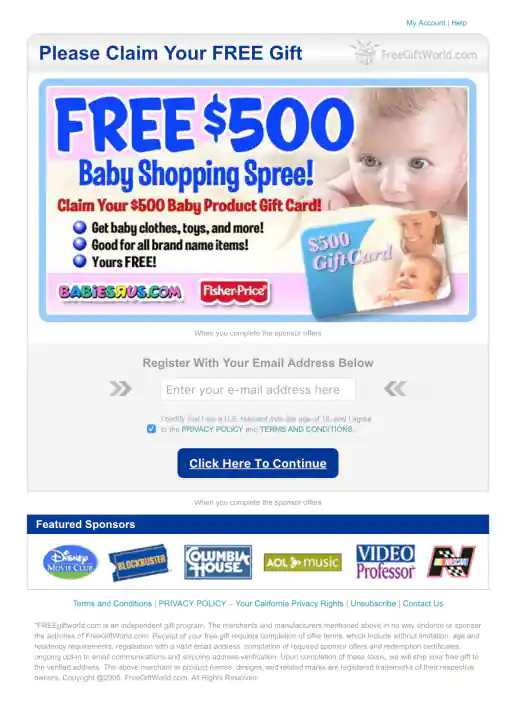 My Account | Help
Please Claim Your FREE Gift
FreeGiftWorld.com
FREE $500
Baby Shopping Spree!
Claim Your $500 Baby Product Gift Card!
Get baby clothes, toys, and more!
Good for all brand name items!
Yours FREE!
$500
Gift Card
BABIESRUS.COM
Fisher-Price
When you complete the sponsor offers
Register With Your Email Address Below
Enter your e-mail address here
I certify that I am a U.S. resident over the age of 18, and I agree
to the PRIVACY POLICY and TERMS AND CONDITIONS.
Click Here To Continue
When you complete the sponsor offers
Featured Sponsors
Disney MOVIE CLUB
BLOCKBUSTER
COLUMBIA HOUSE
AOL music
VIDEO Professor
NASCAR
Terms and Conditions | PRIVACY POLICY – Your California Privacy Rights | Unsubscribe | Contact Us
*FREEgiftworld.com is an independent gift program. The merchants and manufacturers mentioned above in no way endorse or sponsor
the activities of FreeGiftWorld.com. Receipt of your free gift requires completion of offer terms, which include without limitation: age and
residency requirements, registration with a valid email address, completion of required sponsor offers and redemption certificates,
ongoing opt-in to email communications and shipping address verification. Upon completion of these steps, we will ship your free gift to
the verified address. The above merchant or product names, designs, and related marks are registered trademarks of their respective
owners. Copyright @2005, FreeGiftWorld.com. All Rights Reserved.